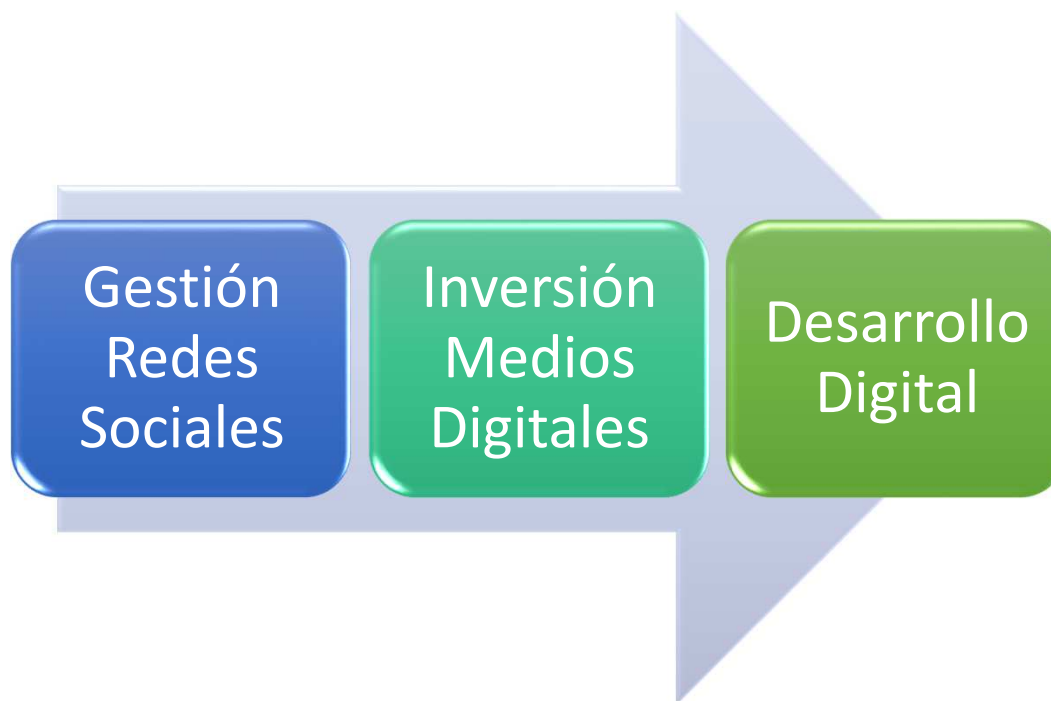 Gestión
Redes
Sociales
Inversión
Medios
Digitales
Desarrollo
Digital